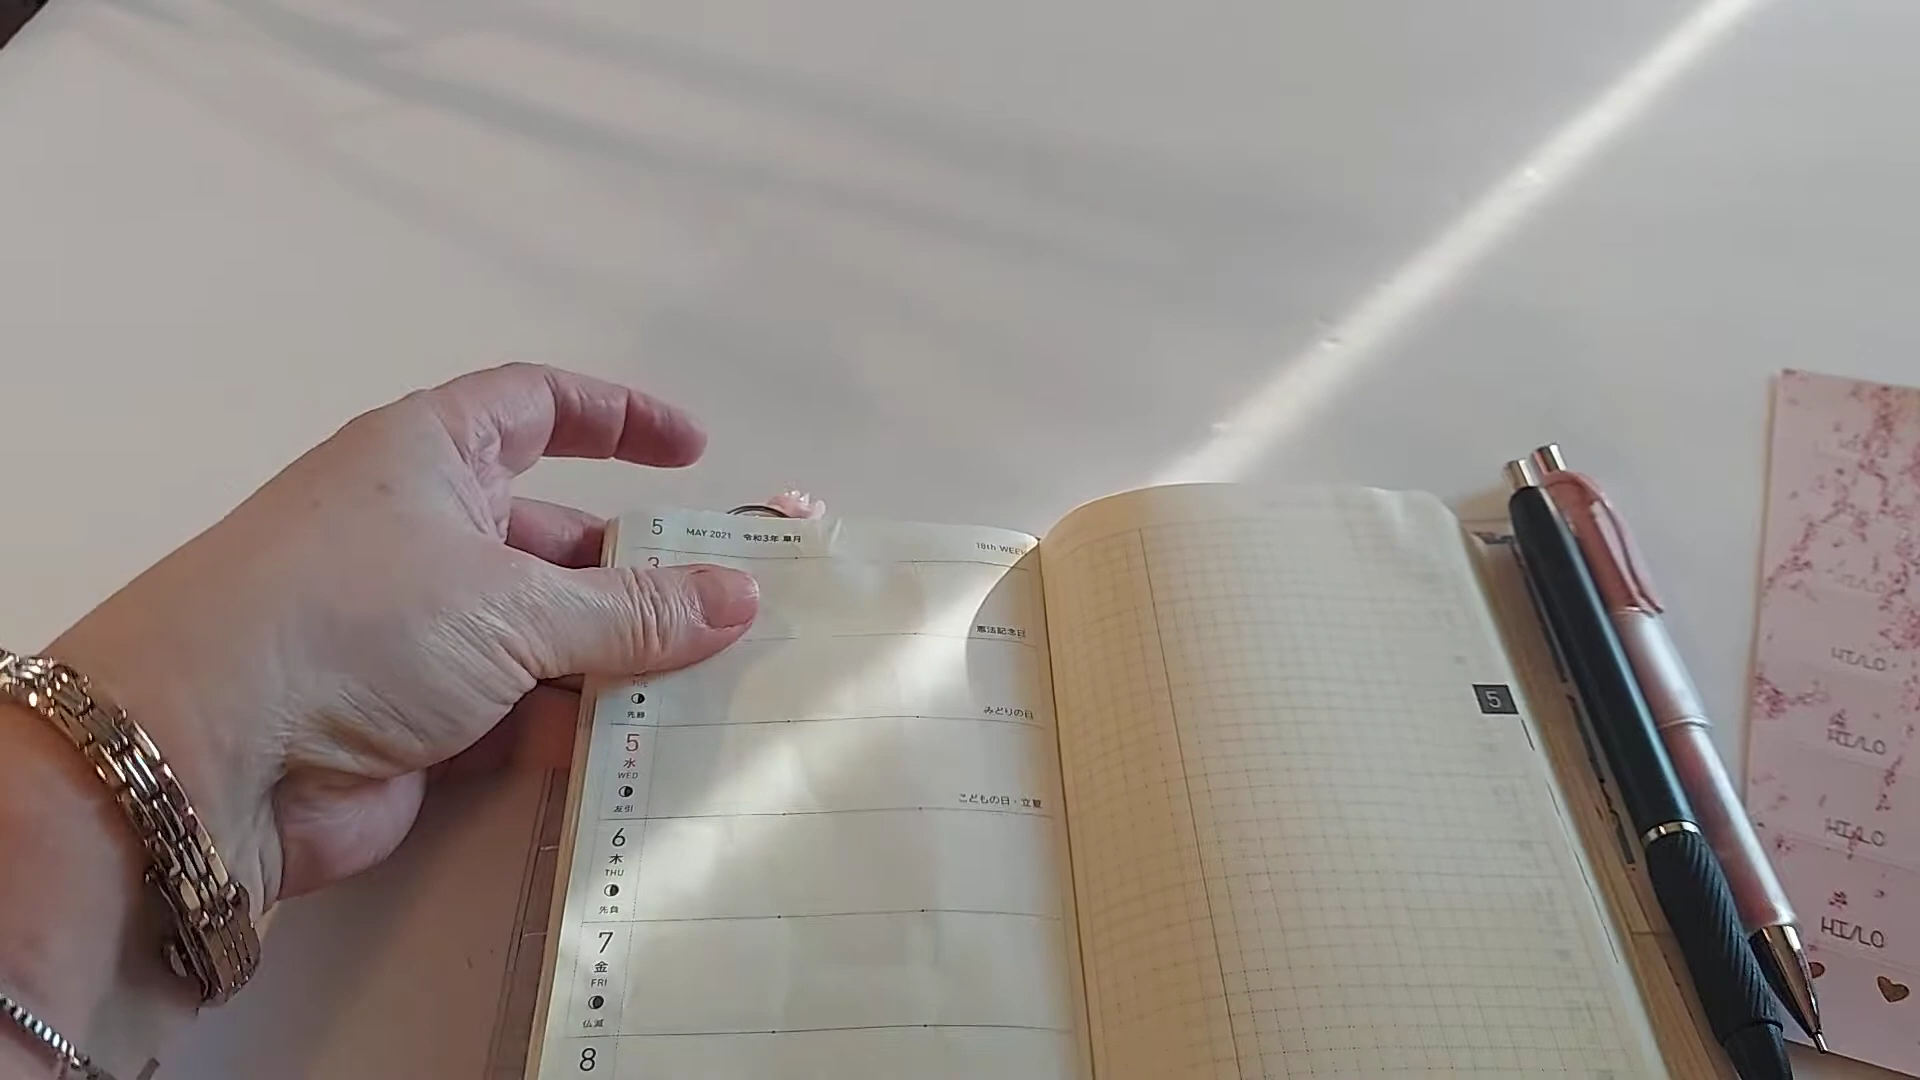 5 MAY 2021 令和3年 皐月
18th WEEK
3
憲法記念日
TUE
先勝
みどりの日
5
水
WED
友引
こどもの日・立夏
6
木
THU
先負
7
金
FRI
仏滅
8
5
HI/LO
HI/LO
HI/LO
HI/LO